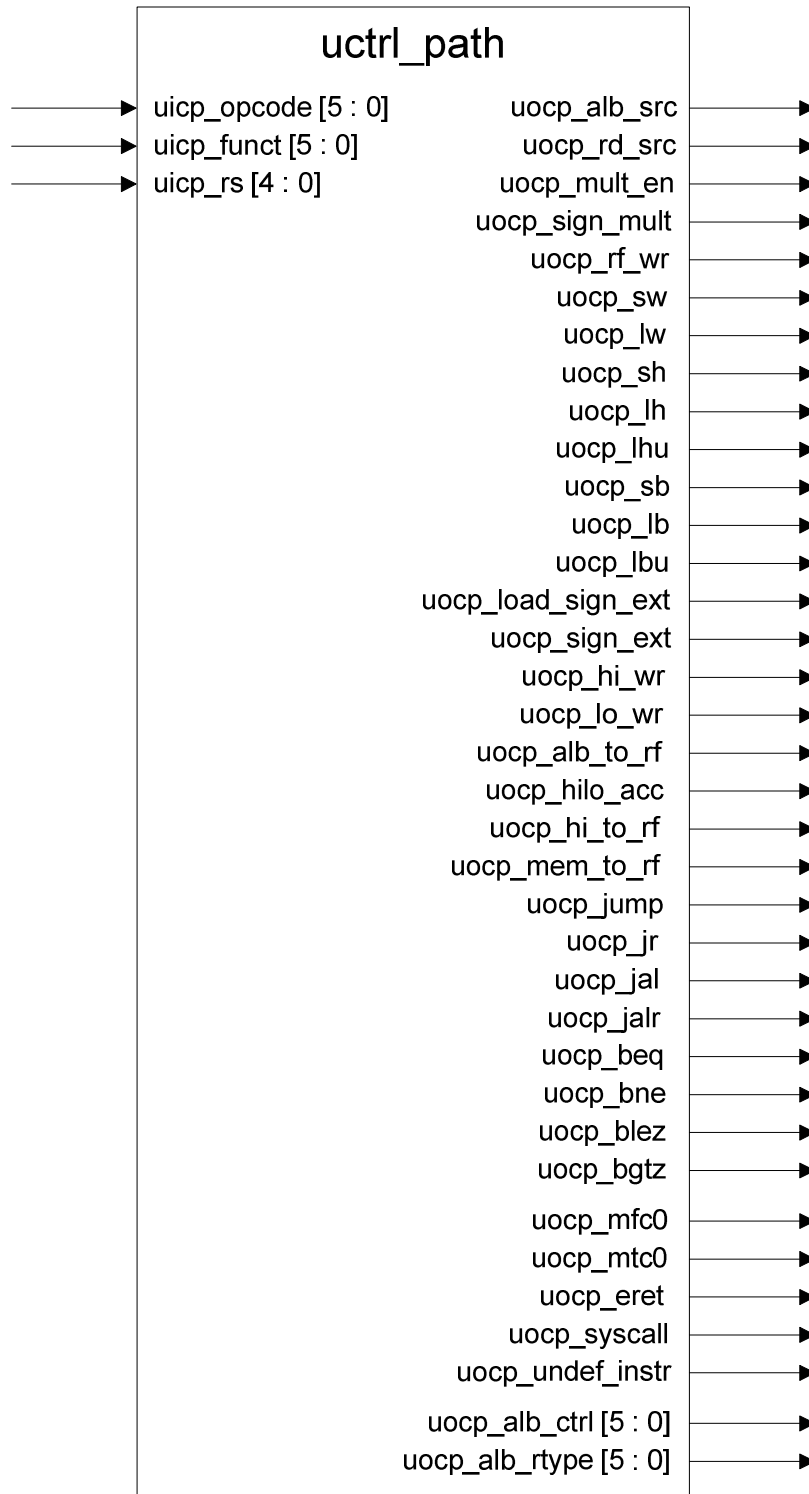 uctrl_path
uicp_opcode [5 : 0] uocp_alb_src
uicp_funct [5 : 0] uocp_rd_src
uicp_rs [4 : 0] uocp_mult_en
uocp_sign_mult
uocp_rf_wr
uocp_sw
uocp_lw
uocp_sh
uocp_lh
uocp_lhu
uocp_sb
uocp_lb
uocp_lbu
uocp_load_sign_ext
uocp_sign_ext
uocp_hi_wr
uocp_lo_wr
uocp_alb_to_rf
uocp_hilo_acc
uocp_hi_to_rf
uocp_mem_to_rf
uocp_jump
uocp_jr
uocp_jal
uocp_jalr
uocp_beq
uocp_bne
uocp_blez
uocp_bgtz
uocp_mfc0
uocp_mtc0
uocp_eret
uocp_syscall
uocp_undef_instr
uocp_alb_ctrl [5 : 0]
uocp_alb_rtype [5 : 0]